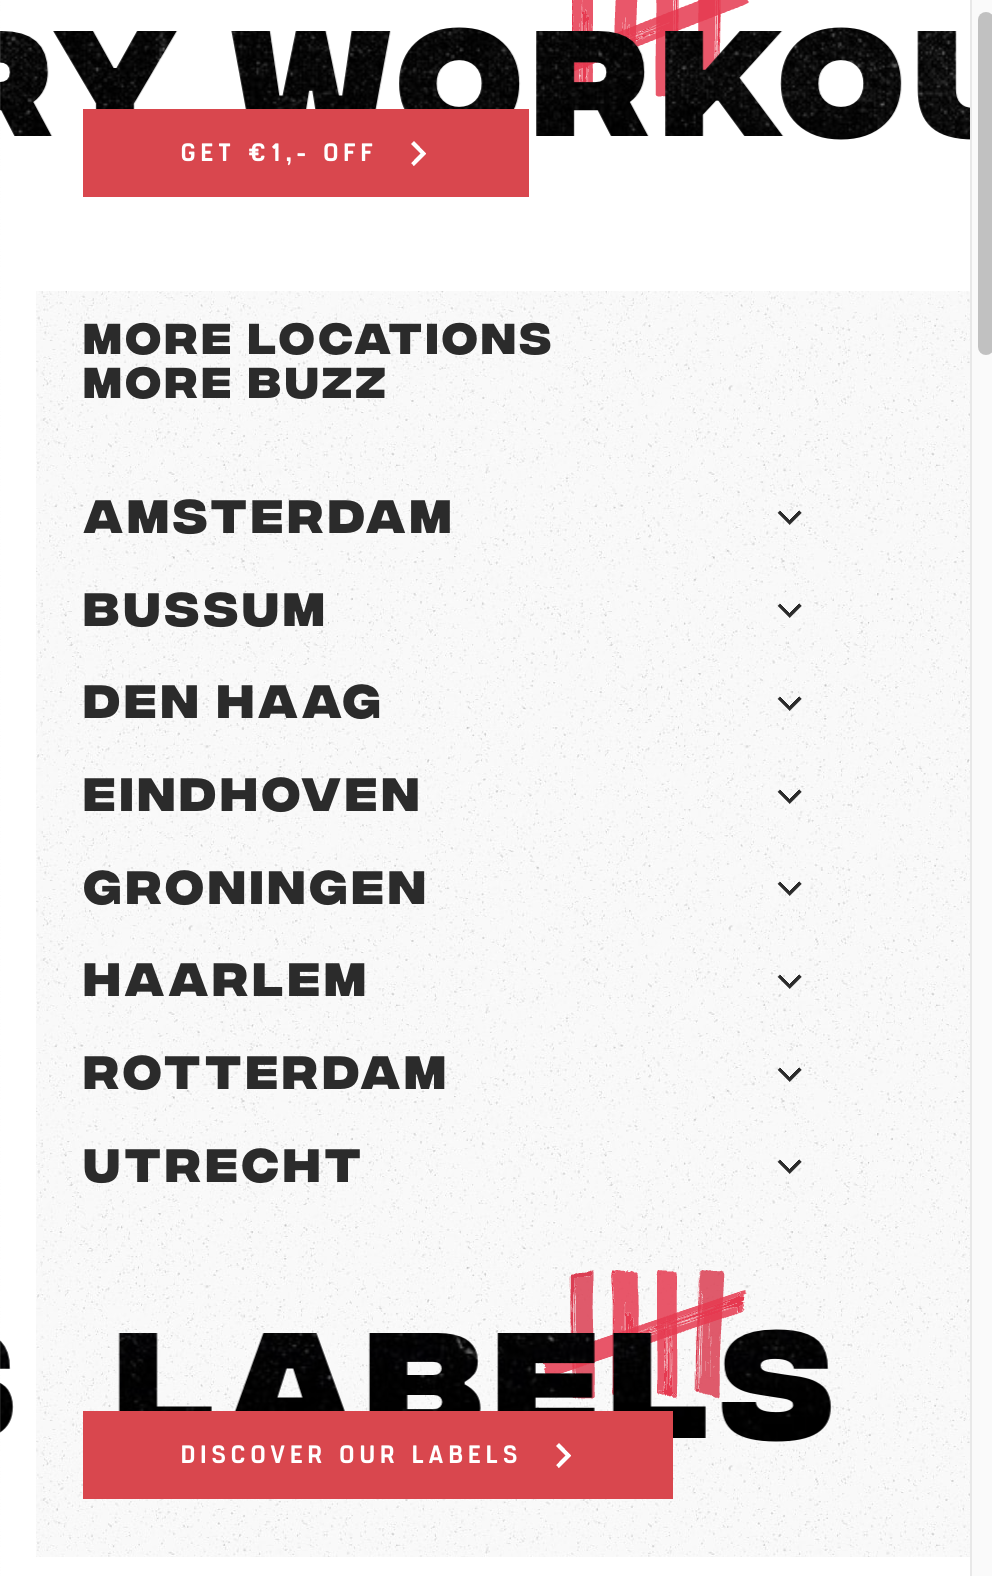 RY WORKOU
GET €1,- OFF
MORE LOCATIONS
MORE BUZZ
AMSTERDAM
BUSSUM
DEN HAAG
EINDHOVEN
GRONINGEN
HAARLEM
ROTTERDAM
UTRECHT
S LABELS
DISCOVER OUR LABELS